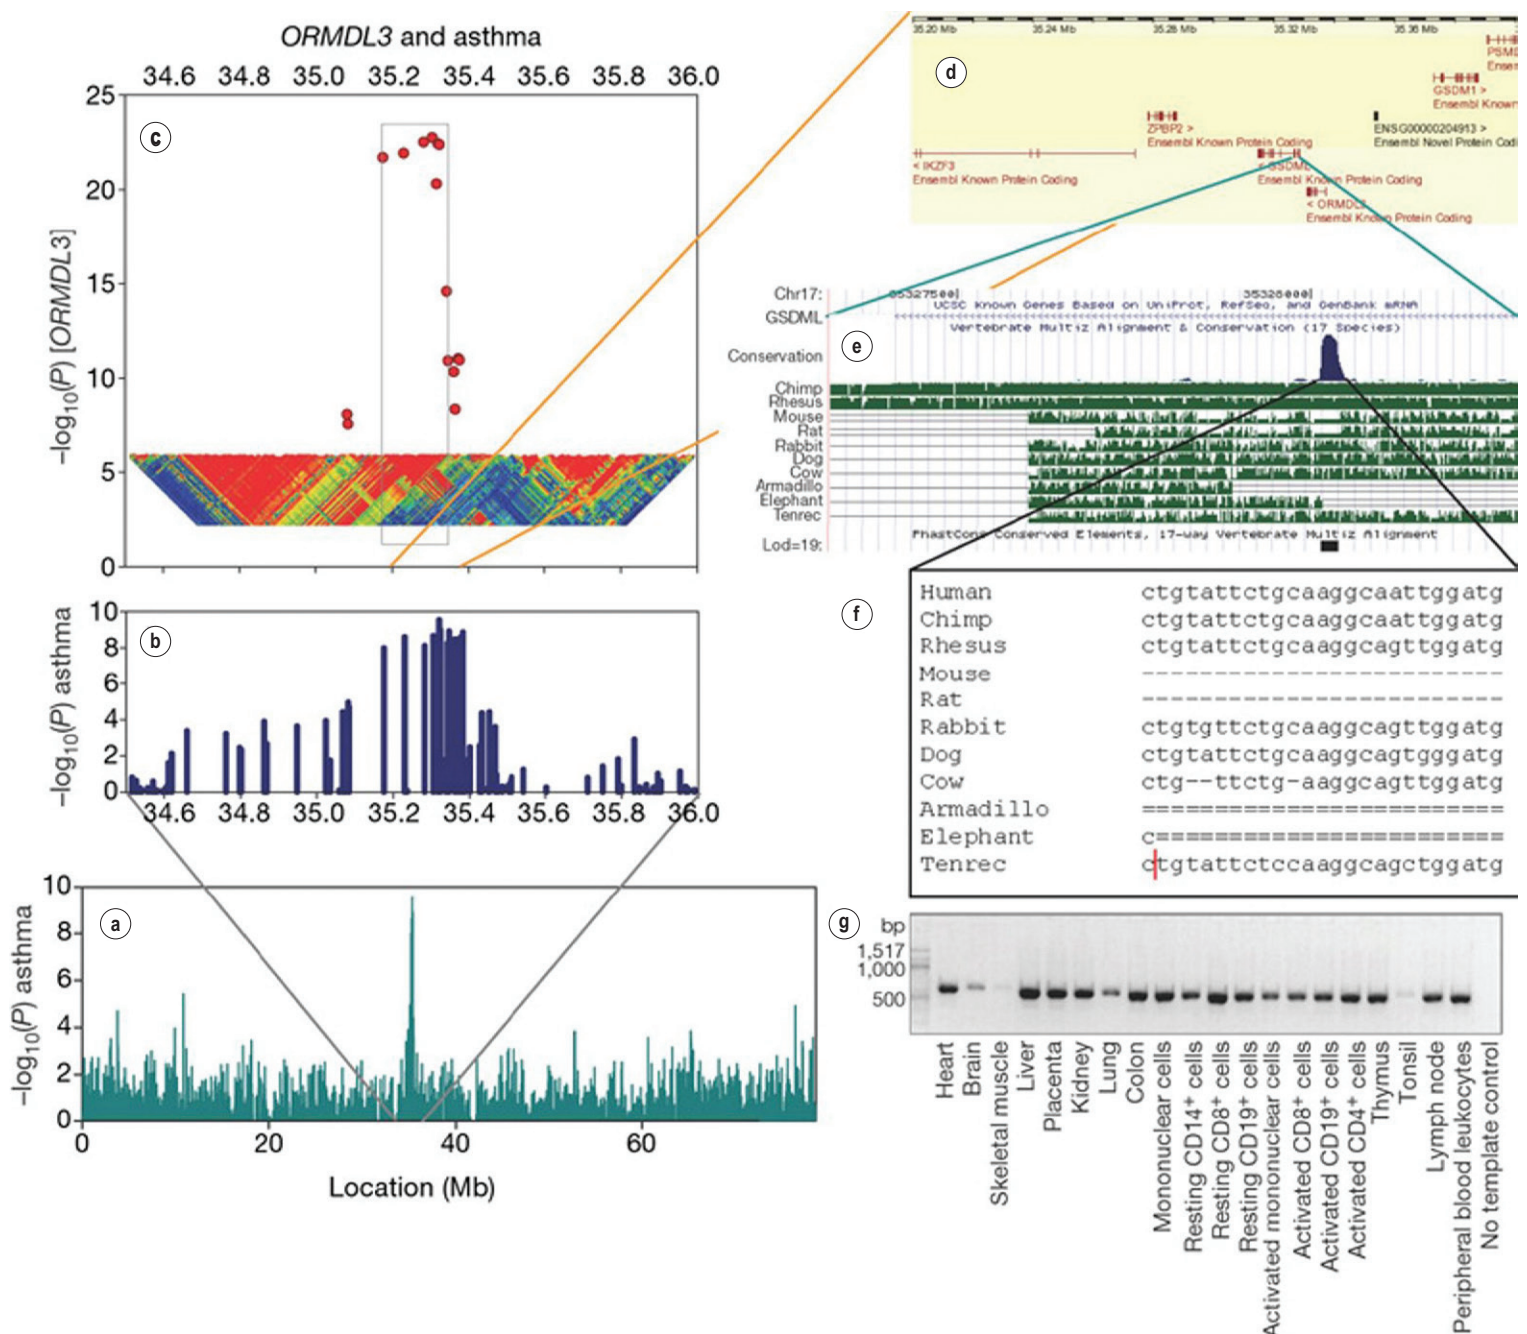 ORMDL3 and asthma
34.6 34.8 35.0 35.2 35.4 35.6 35.8 36.0
c
25
20
15
10
5
0
–log10(P) [ORMDL3]
b
10
8
6
4
2
0
–log10(P) asthma
34.6 34.8 35.0 35.2 35.4 35.6 35.8 36.0
a
10
8
6
4
2
0
–log10(P) asthma
0 20 40 60
Location (Mb)
d
35.20 Mb 35.24 Mb 35.28 Mb 35.32 Mb 35.36 Mb
GSDM1 >
Ensembl Known
ZPBP2 >
Ensembl Known Protein Coding
ENSG00000204913 >
Ensembl Novel Protein Codi
< IKZF3
Ensembl Known Protein Coding
< GSDML
Ensembl Known Protein Coding
< ORMDL3
Ensembl Known Protein Coding
e
Chr17: 35327500| 35328000|
UCSC Known Genes Based on UniProt, RefSeq, and GenBank mRNA
GSDML
Vertebrate Multiz Alignment & Conservation (17 Species)
Conservation
Chimp
Rhesus
Mouse
Rat
Rabbit
Dog
Cow
Armadillo
Elephant
Tenrec
PhastCons Conserved Elements, 17-way Vertebrate Multiz Alignment
Lod=19:
f
Human ctgtattctgcaaggcaattggatg
Chimp ctgtattctgcaaggcaattggatg
Rhesus ctgtattctgcaaggcagttggatg
Mouse -------------------------
Rat -------------------------
Rabbit ctgtgttctgcaaggcagttggatg
Dog ctgtattctgcaaggcagtgggatg
Cow ctg--ttctg-aaggcagttggatg
Armadillo =========================
Elephant c========================
Tenrec ctgtattctccaaggcagctggatg
g
bp
1,517
1,000
500
Heart
Brain
Skeletal muscle
Liver
Placenta
Kidney
Lung
Colon
Mononuclear cells
Resting CD14+ cells
Resting CD8+ cells
Resting CD19+ cells
Activated mononuclear cells
Activated CD8+ cells
Activated CD19+ cells
Activated CD4+ cells
Thymus
Tonsil
Lymph node
Peripheral blood leukocytes
No template control